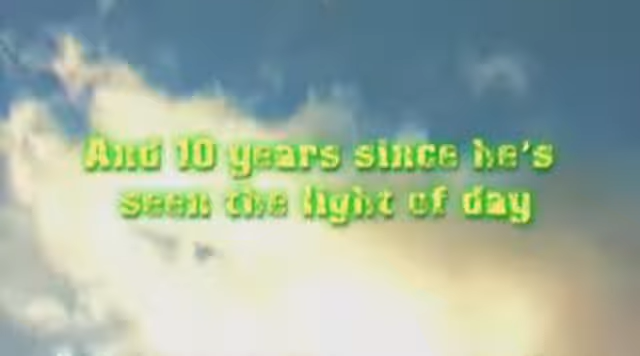 And 10 years since he's
seen the light of day